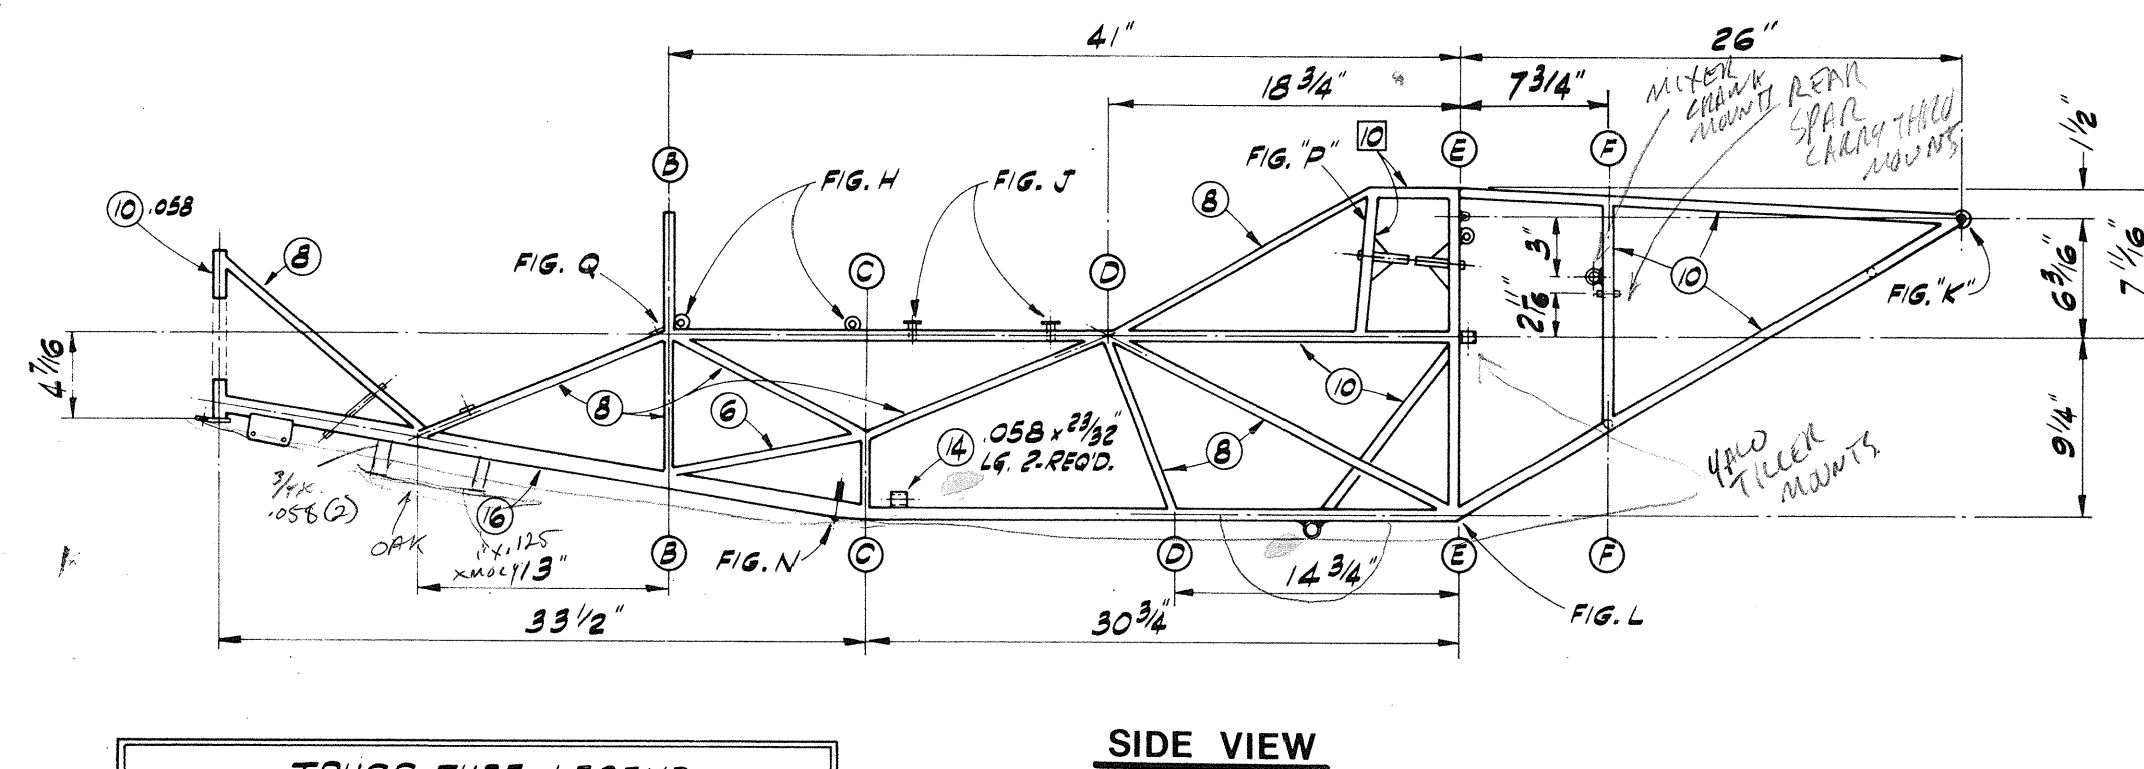 41"
26"
18 3/4"
7 3/4"
MIXER
CRANK
MOUNT
REAR
SPAR
CARRY THRU
MOUNTS
1 1/2"
B
10
E
F
FIG. "P"
FIG. H
FIG. J
8
10 .058
8
FIG. Q
C
D
3"
10
FIG. "K"
6 3/16"
7 11/16"
2 11/16"
4 7/16
8
6
10
14
.058 x 23/32"
LG. 2-REQ'D.
8
9 1/4"
TILLER
MOUNTS
3/4 x
.058 (2)
OAK
16
1" x .125
13"
B
FIG. N
C
D
E
F
14 3/4"
33 1/2"
30 3/4"
FIG. L
SIDE VIEW
TRUSS TUBE LEGEND